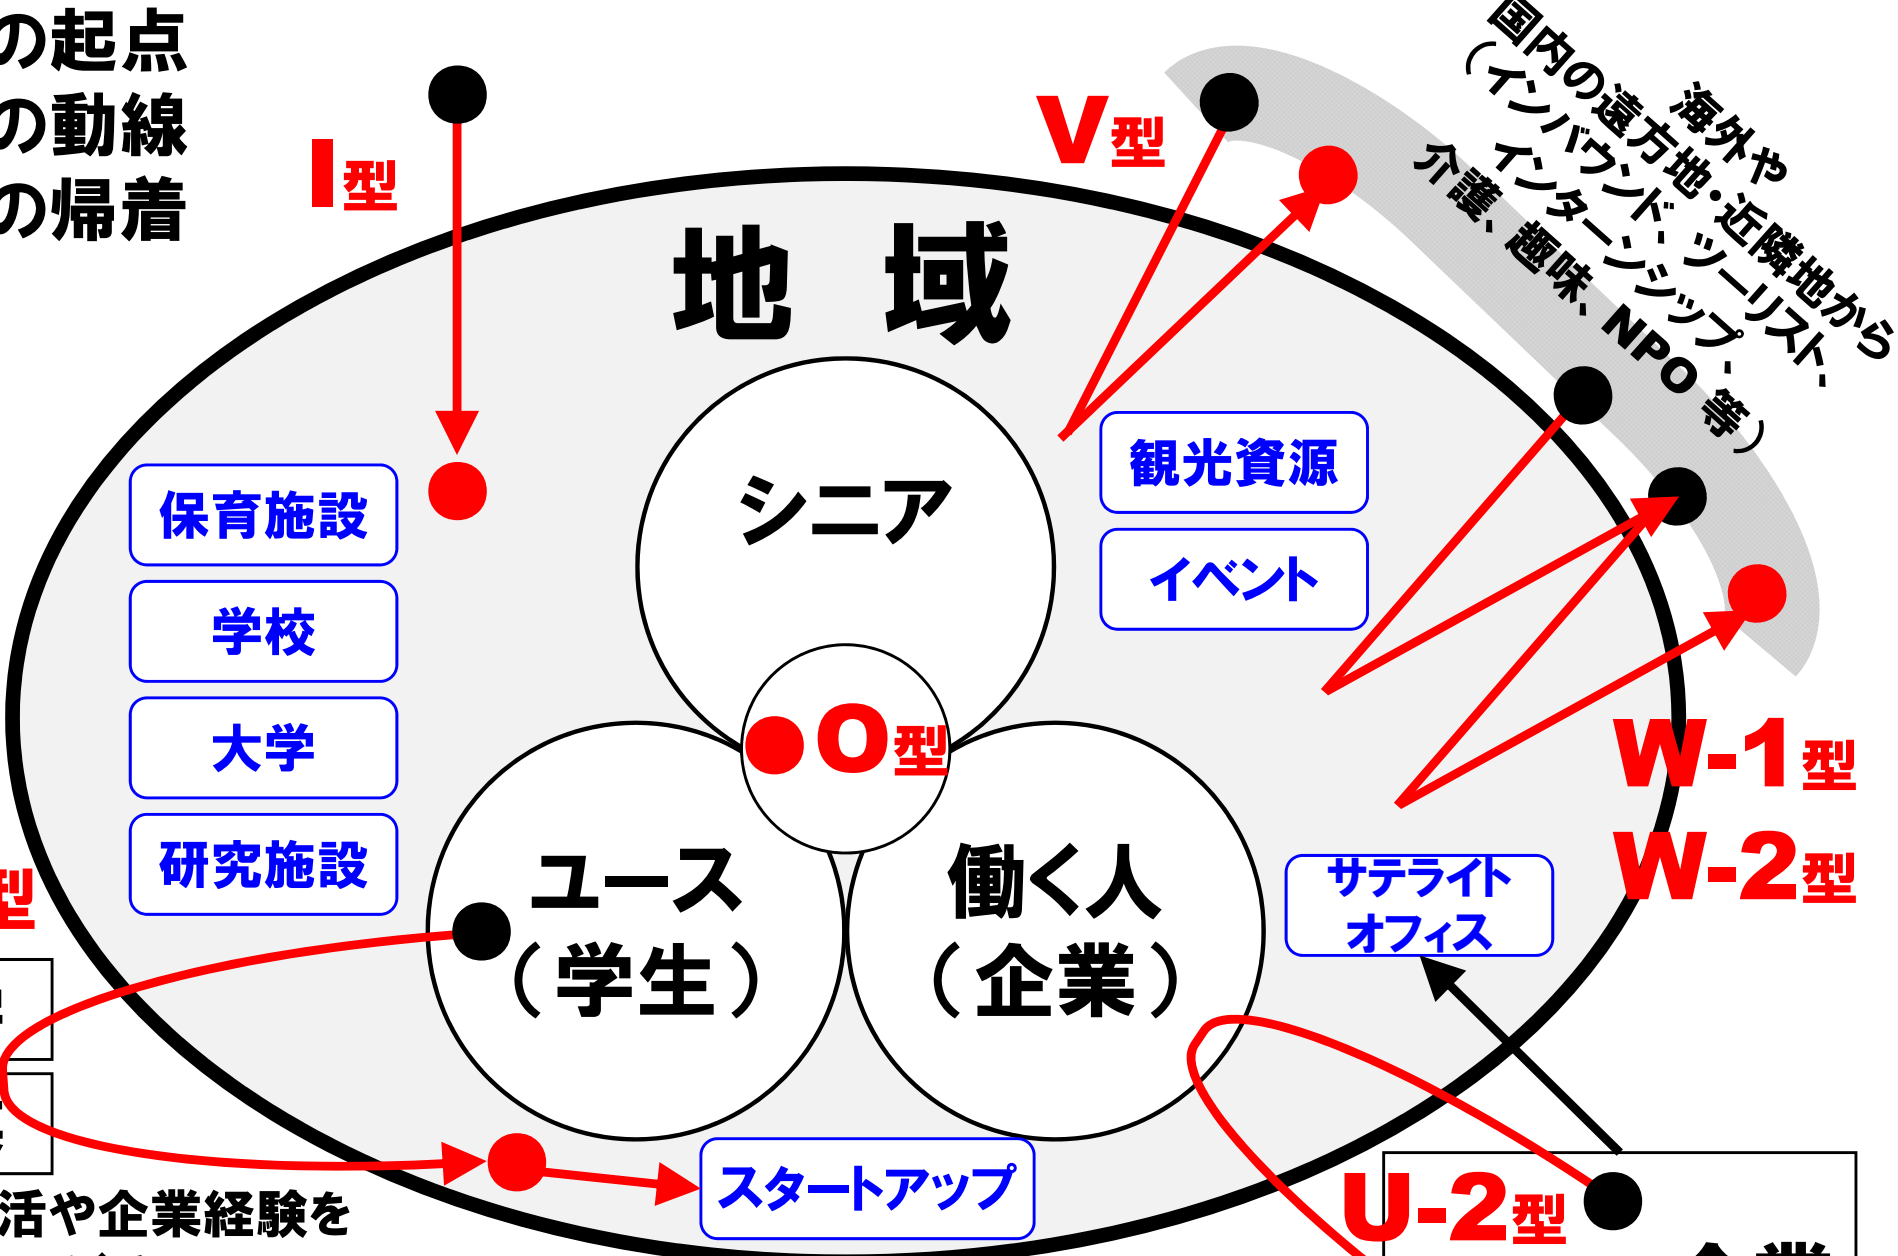 の起点
の動線
の帰着
I型
V型
海外や
国内の遠方地・近隣地から
（インバウンド、ツーリスト、
インターンシップ、
介護、趣味、NPO 等）
地 域
シニア
観光資源
イベント
保育施設
学校
大学
研究施設
O型
ユース
（学生）
働く人
（企業）
W-1型
W-2型
サテライト
オフィス
型
スタートアップ
活や企業経験を
U-2型